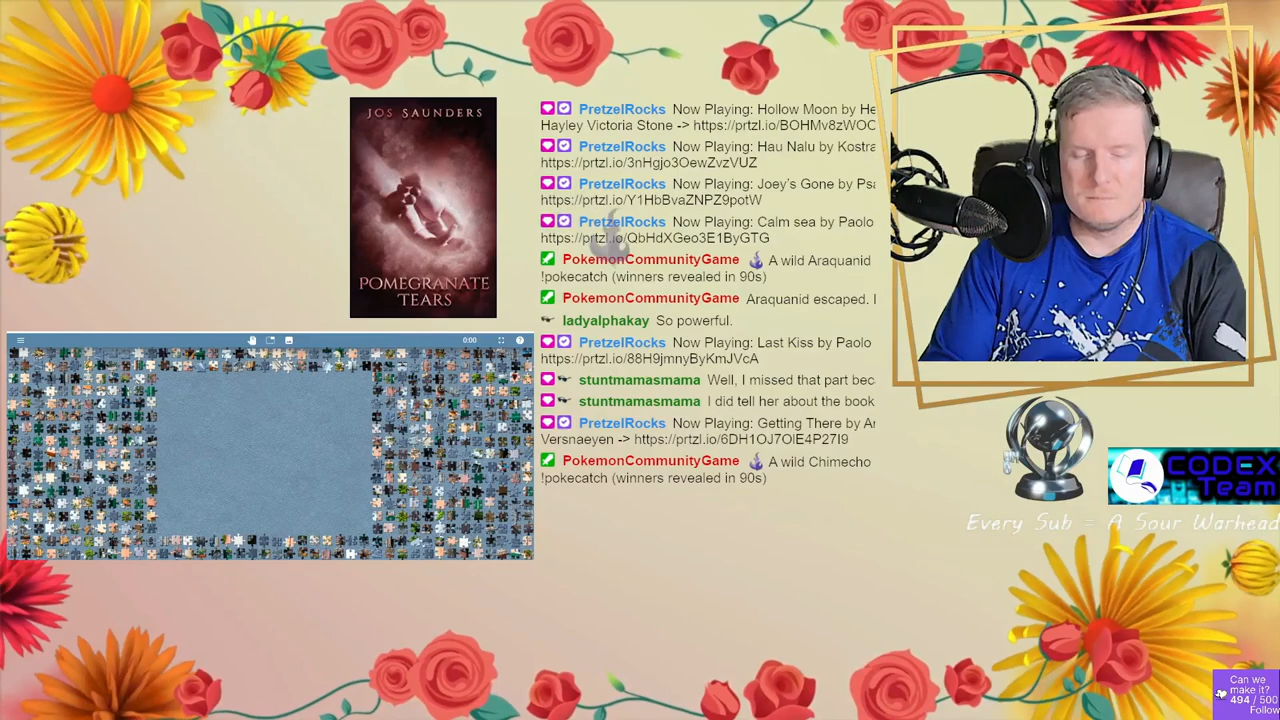 JOS SAUNDERS
POMEGRANATE
TEARS
0:00
PretzelRocks Now Playing: Hollow Moon by He
Hayley Victoria Stone -> https://prtzl.io/BOHMv8zWOC
PretzelRocks Now Playing: Hau Nalu by Kostra
https://prtzl.io/3nHgjo3OewZvzVUZ
PretzelRocks Now Playing: Joey's Gone by Psa
https://prtzl.io/Y1HbBvaZNPZ9potW
PretzelRocks Now Playing: Calm sea by Paolo
https://prtzl.io/QbHdXGeo3E1ByGTG
PokemonCommunityGame A wild Araquanid
!pokecatch (winners revealed in 90s)
PokemonCommunityGame Araquanid escaped.
ladyalphakay So powerful.
PretzelRocks Now Playing: Last Kiss by Paolo
https://prtzl.io/88H9jmnyByKmJVcA
stuntmamasmama Well, I missed that part bec
stuntmamasmama I did tell her about the book
PretzelRocks Now Playing: Getting There by Ar
Versnaeyen -> https://prtzl.io/6DH1OJ7OlE4P27I9
PokemonCommunityGame A wild Chimecho
!pokecatch (winners revealed in 90s)
CODEX
Team
Every Sub = A Sour Warhead
Can we
make it?
494 / 500
Follow